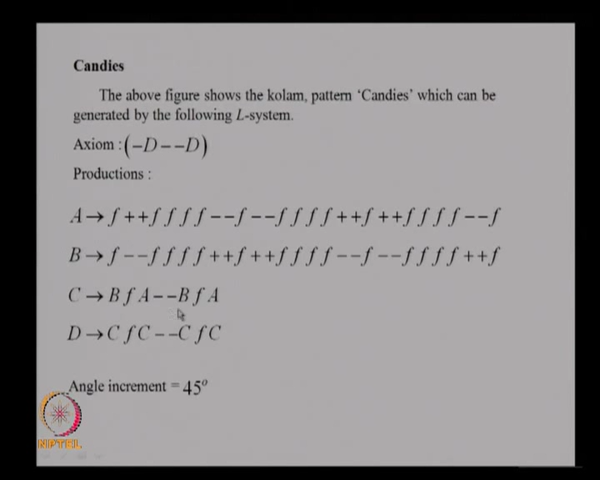 Candies
The above figure shows the kolam, pattern 'Candies' which can be
generated by the following L-system.
Axiom : (−D−−D)
Productions :
A → f++ffff−−f−−ffff++f++ffff−−f
B → f−−ffff++f++ffff−−f−−ffff++f
C → BfA−−BfA
D → CfC−−CfC
Angle increment = 45°
NPTEL